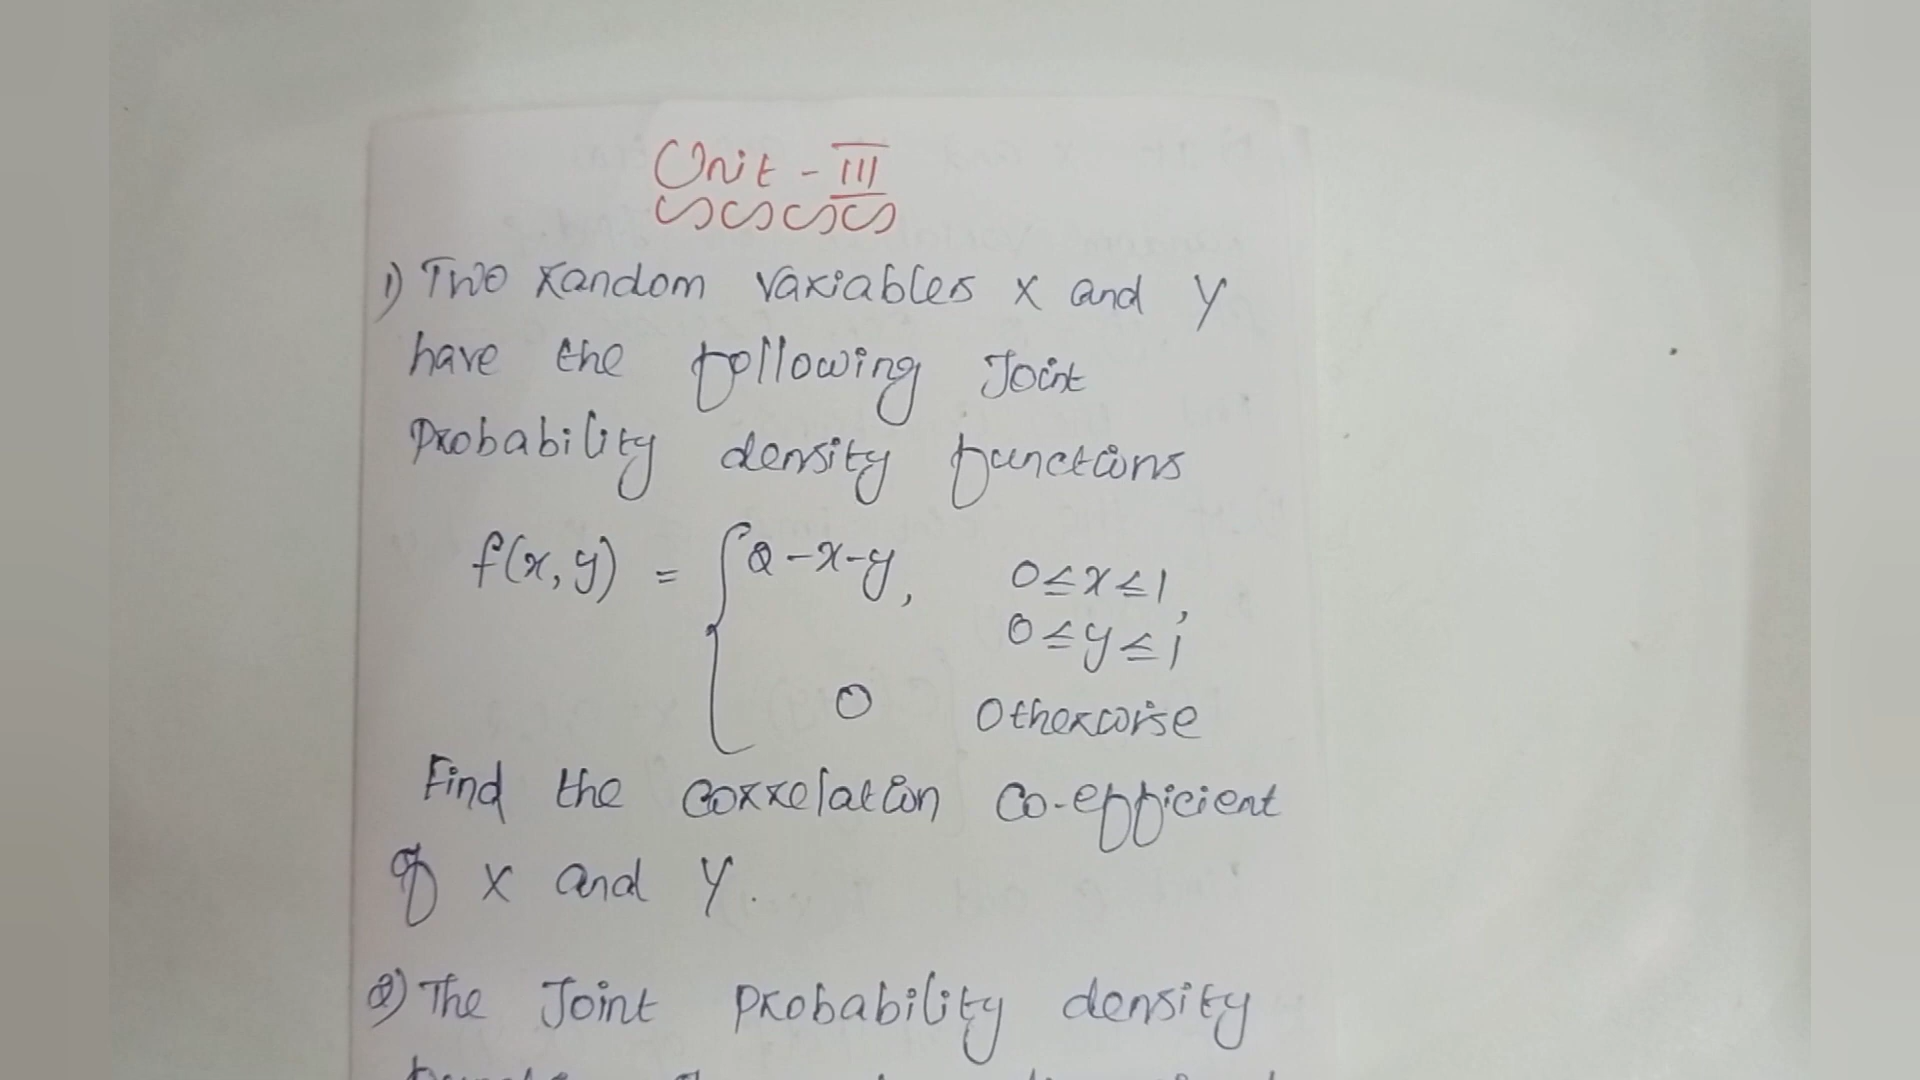 Unit - III
1) Two random variables X and Y
have the following Joint
Probability density functions
f(x, y) = { 2 - x - y, 0 ≤ x ≤ 1,
0 ≤ y ≤ 1
0 Otherwise
Find the correlation Co-efficient
of X and Y.
2) The Joint Probability density